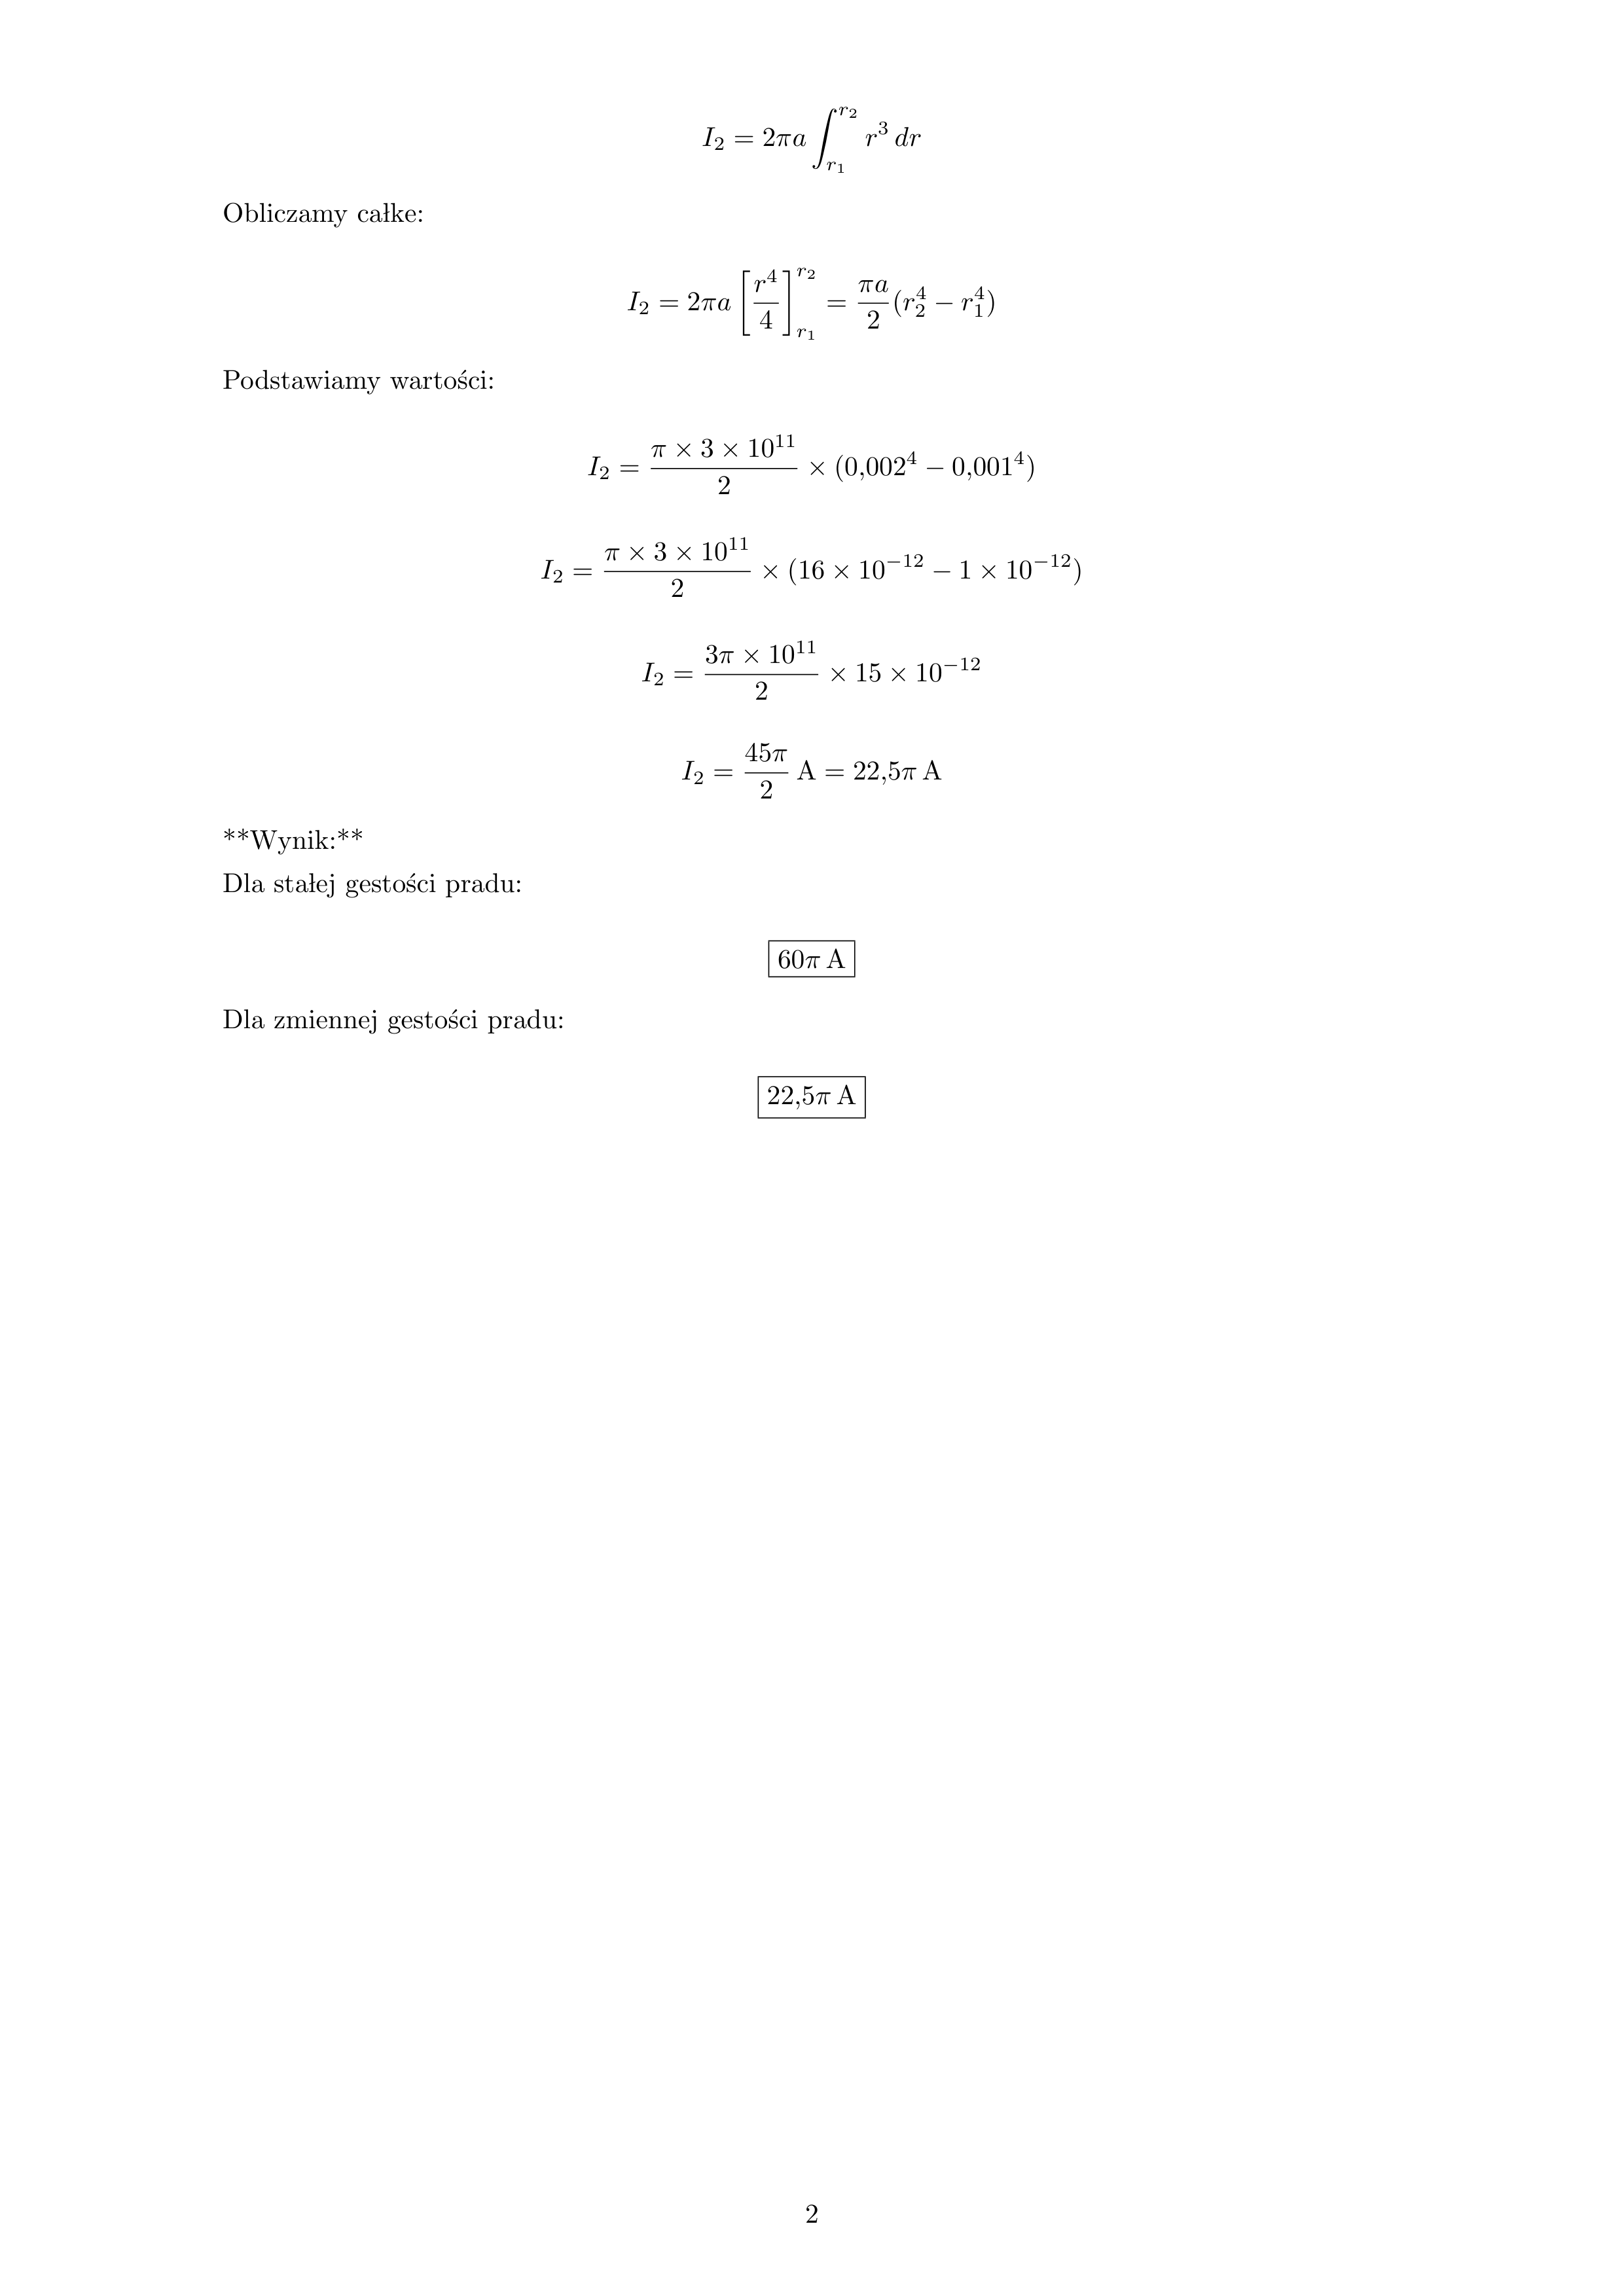 $I_2 = 2\pi a \int_{r_1}^{r_2} r^3 \, dr$
Obliczamy całke:
$I_2 = 2\pi a \left[ \frac{r^4}{4} \right]_{r_1}^{r_2} = \frac{\pi a}{2} (r_2^4 - r_1^4)$
Podstawiamy wartości:
$I_2 = \frac{\pi \times 3 \times 10^{11}}{2} \times (0{,}002^4 - 0{,}001^4)$
$I_2 = \frac{\pi \times 3 \times 10^{11}}{2} \times (16 \times 10^{-12} - 1 \times 10^{-12})$
$I_2 = \frac{3\pi \times 10^{11}}{2} \times 15 \times 10^{-12}$
$I_2 = \frac{45\pi}{2} \, \text{A} = 22{,}5\pi \, \text{A}$
**Wynik:**
Dla stałej gestości pradu:
$\boxed{60\pi \, \text{A}}$
Dla zmiennej gestości pradu:
$\boxed{22{,}5\pi \, \text{A}}$
2